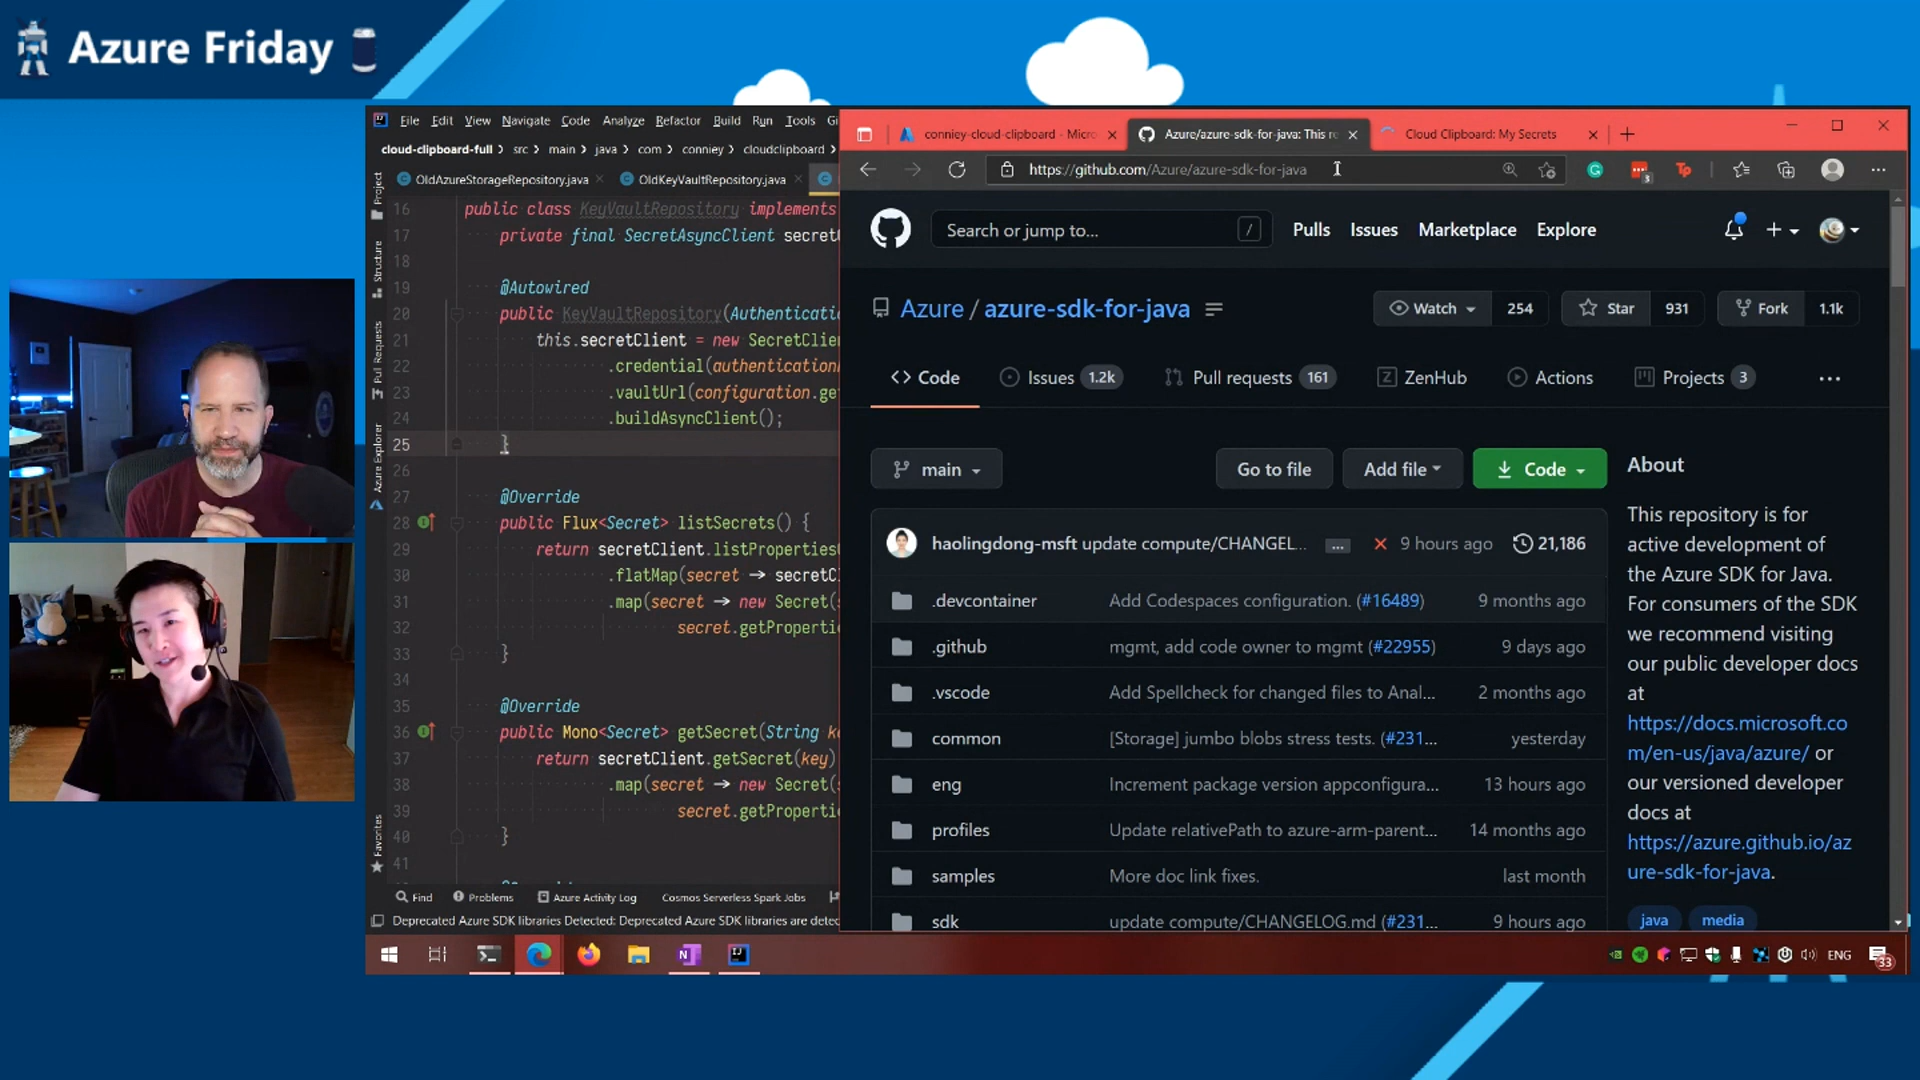 Azure Friday
File Edit View Navigate Code Analyze Refactor Build Run Tools
cloud-clipboard-full src main java com conniey cloudclipboard
OldAzureStorageRepository.java
OldKeyVaultRepository.java
Project
Structure
Pull Requests
Azure Explorer
Favorites
16 public class KeyVaultRepository implements
17 private final SecretAsyncClient secret
18
19 @Autowired
20 public KeyVaultRepository(Authenticati
21 this.secretClient = new SecretClie
22 .credential(authentication
23 .vaultUrl(configuration.ge
24 .buildAsyncClient();
25 }
26
27 @Override
28 public Flux<Secret> listSecrets() {
29 return secretClient.listProperties
30 .flatMap(secret → secretCl
31 .map(secret → new Secret(s
32 secret.getPropertie
33 }
34
35 @Override
36 public Mono<Secret> getSecret(String k
37 return secretClient.getSecret(key)
38 .map(secret → new Secret(s
39 secret.getPropertie
40 }
41
Find Problems Azure Activity Log Cosmos Serverless Spark Jobs
Deprecated Azure SDK libraries Detected: Deprecated Azure SDK libraries are detec
conniey-cloud-clipboard - Micro
Azure/azure-sdk-for-java: This re
Cloud Clipboard: My Secrets
https://github.com/Azure/azure-sdk-for-java
Search or jump to... /
Pulls Issues Marketplace Explore
Azure / azure-sdk-for-java
Watch 254 Star 931 Fork 1.1k
<> Code Issues 1.2k Pull requests 161 ZenHub Actions Projects 3 ...
main Go to file Add file Code
haolingdong-msft update compute/CHANGEL... ... 9 hours ago 21,186
.devcontainer Add Codespaces configuration. (#16489) 9 months ago
.github mgmt, add code owner to mgmt (#22955) 9 days ago
.vscode Add Spellcheck for changed files to Anal... 2 months ago
common [Storage] jumbo blobs stress tests. (#231... yesterday
eng Increment package version appconfigura... 13 hours ago
profiles Update relativePath to azure-arm-parent... 14 months ago
samples More doc link fixes. last month
sdk update compute/CHANGELOG.md (#231... 9 hours ago
About
This repository is for
active development of
the Azure SDK for Java.
For consumers of the SDK
we recommend visiting
our public developer docs
at
https://docs.microsoft.co
m/en-us/java/azure/ or
our versioned developer
docs at
https://azure.github.io/az
ure-sdk-for-java.
java media
ENG 33